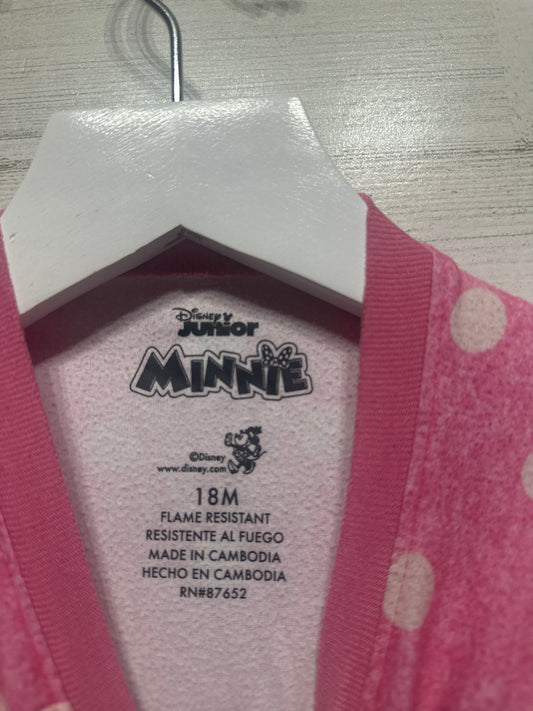 Disney
Junior
MINNIE
©Disney
www.disney.com
18M
FLAME RESISTANT
RESISTENTE AL FUEGO
MADE IN CAMBODIA
HECHO EN CAMBODIA
RN#87652